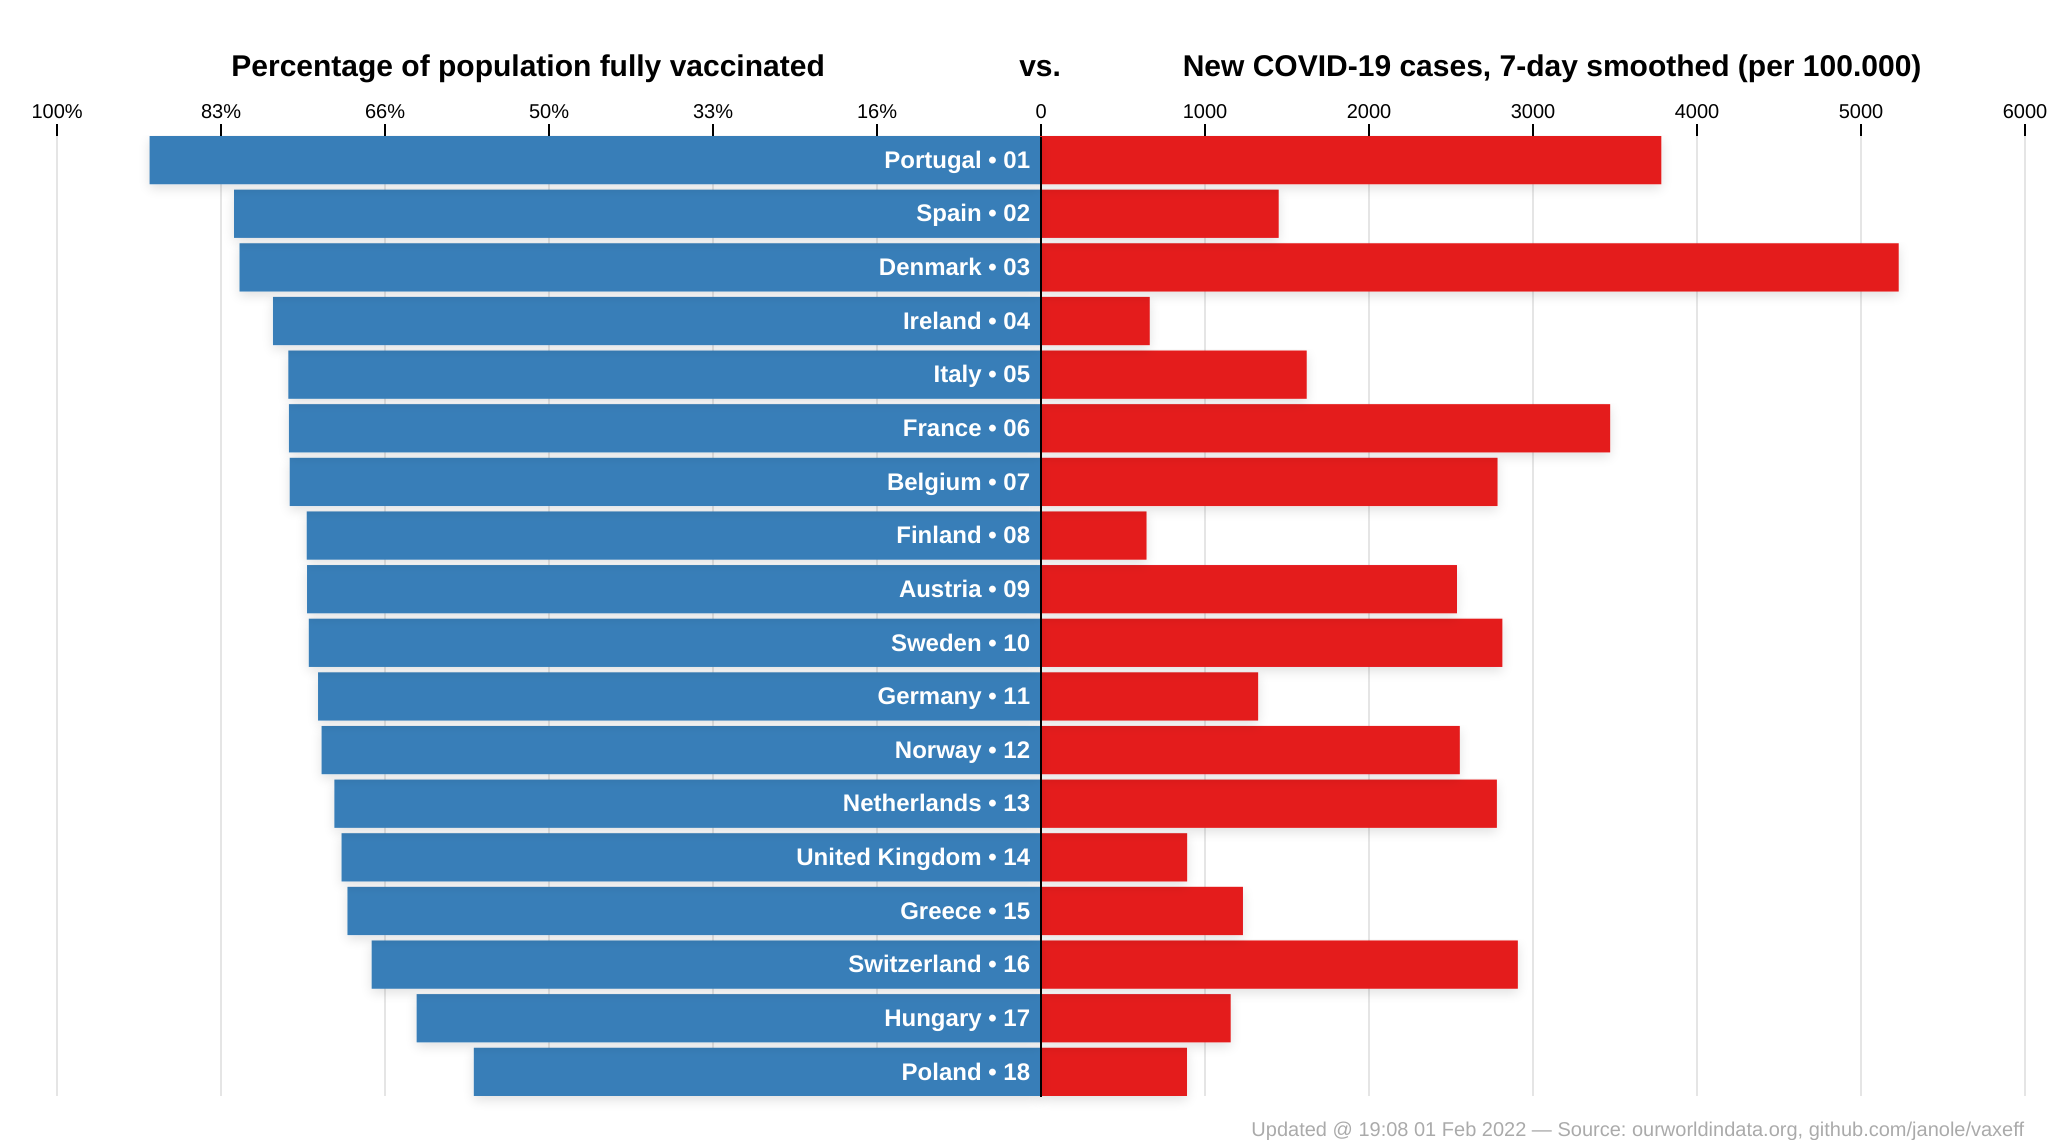 Percentage of population fully vaccinated vs. New COVID-19 cases, 7-day smoothed (per 100.000)
100% 83% 66% 50% 33% 16% 0 1000 2000 3000 4000 5000 6000
Portugal • 01
Spain • 02
Denmark • 03
Ireland • 04
Italy • 05
France • 06
Belgium • 07
Finland • 08
Austria • 09
Sweden • 10
Germany • 11
Norway • 12
Netherlands • 13
United Kingdom • 14
Greece • 15
Switzerland • 16
Hungary • 17
Poland • 18
Updated @ 19:08 01 Feb 2022 — Source: ourworldindata.org, github.com/janole/vaxeff